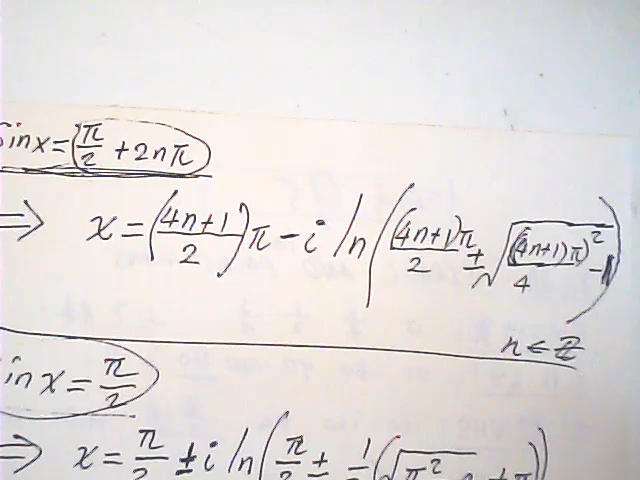 sinx = (π/2 + 2nπ)
⇒ x = ((4n+1)/2)π - i ln((4n+1)π/2 ± √(((4n+1)π)²/4 - 1))
n ∈ ℤ
sin x = π/2
⇒ x = π/2 ± i ln(π/2 ±